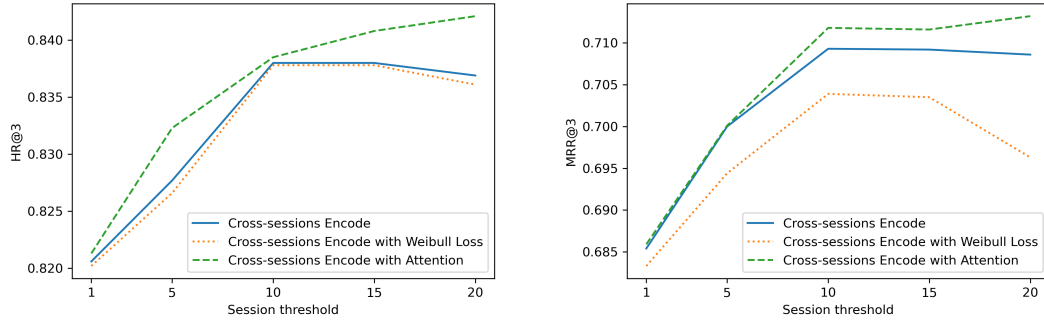 0.840
0.835
0.830
0.825
0.820
HR@3
1
5
10
15
20
Session threshold
Cross-sessions Encode
Cross-sessions Encode with Weibull Loss
Cross-sessions Encode with Attention
0.710
0.705
0.700
0.695
0.690
0.685
MRR@3
1
5
10
15
20
Session threshold
Cross-sessions Encode
Cross-sessions Encode with Weibull Loss
Cross-sessions Encode with Attention